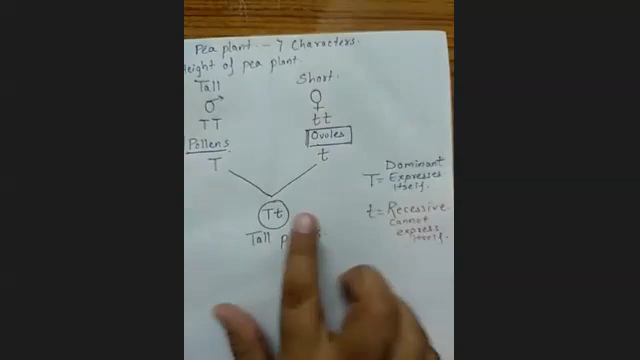 Pea plant - 7 Characters.
Height of pea plant
Tall
Short.
TT
tt
Pollens
Ovules
T
t
Tt
Tall
T = Dominant
Expresses
itself.
t = Recessive
Cannot
express
itself.